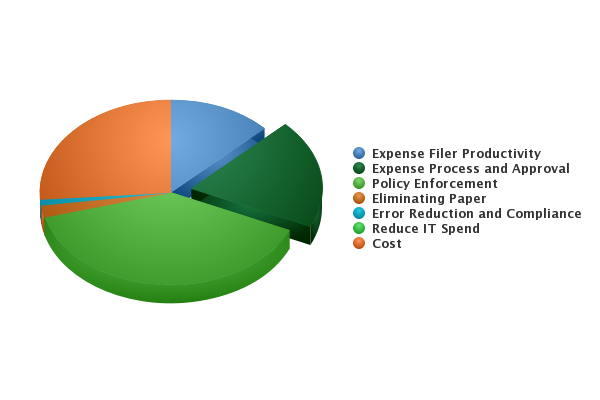 Expense Filer Productivity
Expense Process and Approval
Policy Enforcement
Eliminating Paper
Error Reduction and Compliance
Reduce IT Spend
Cost